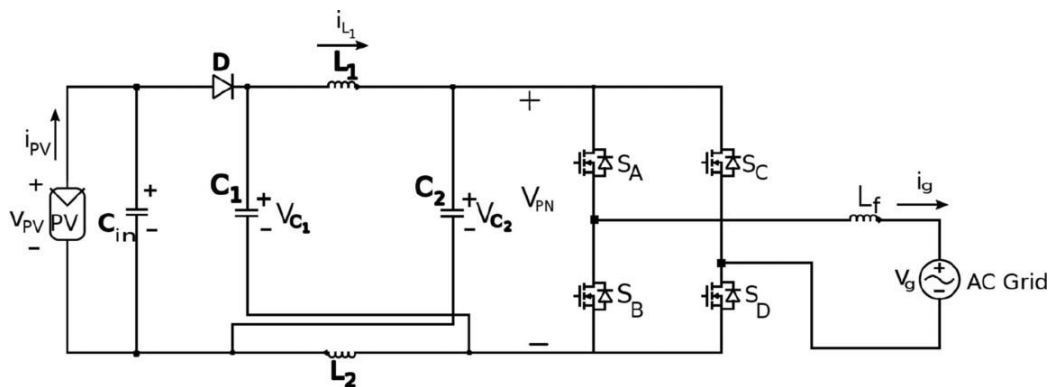 i_L1
D
L1
+
i_PV
+
V_PV
PV
−
C_in
+
−
C1
+
−
V_C1
C2
+
−
V_C2
V_PN
−
S_A
S_C
S_B
S_D
L_f
i_g
V_g
+
−
AC Grid
L2